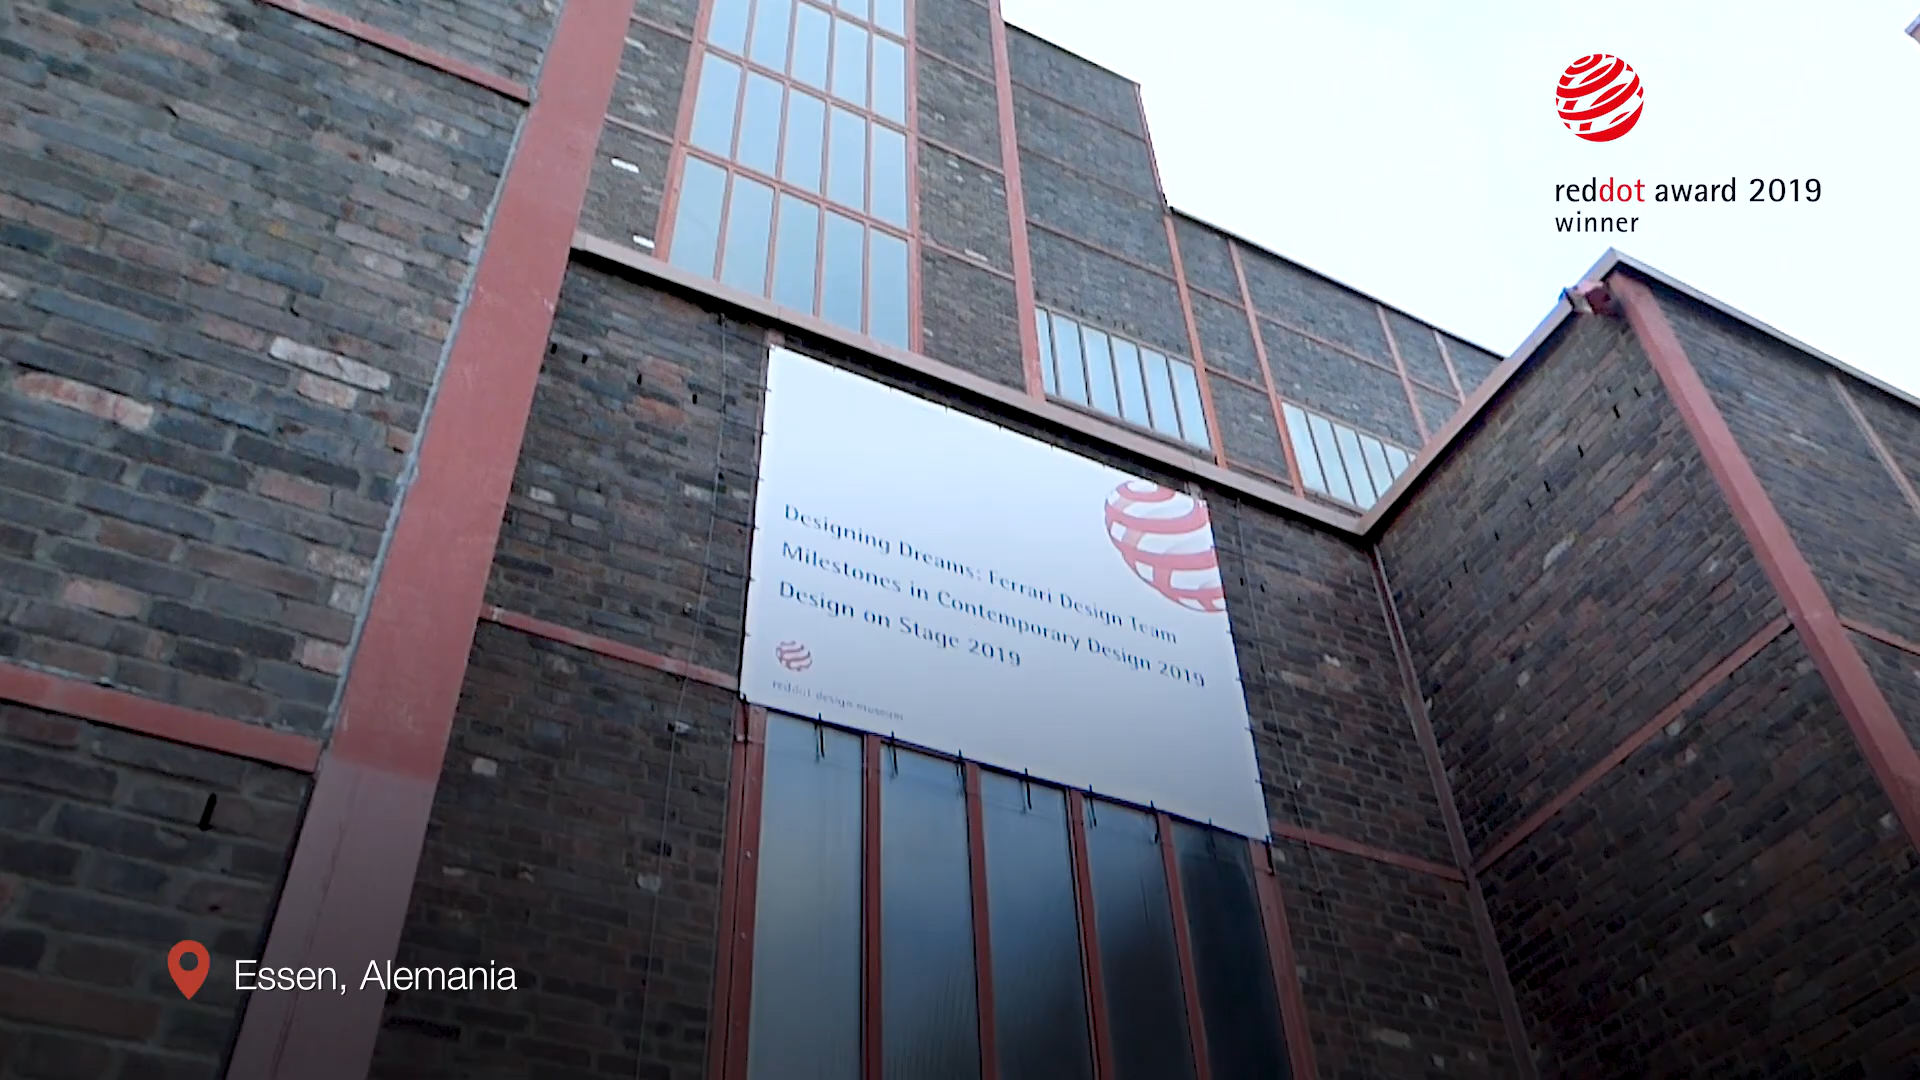 reddot award 2019
winner
Designing Dreams: Ferrari Design Team
Milestones in Contemporary Design 2019
Design on Stage 2019
reddot design museum
Essen, Alemania